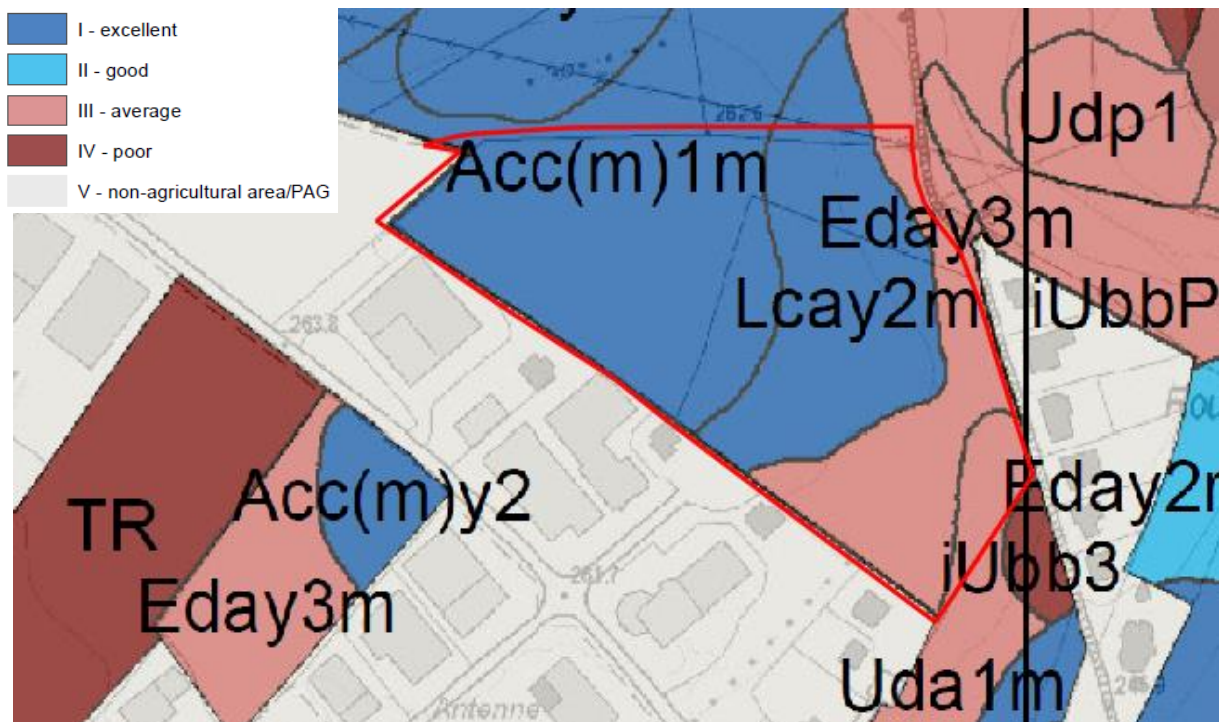 I - excellent
II - good
III - average
IV - poor
V - non-agricultural area/PAG
262.6
Udp1
Acc(m)1m
Eday3m
Lcay2m
iUbbP
263.8
Acc(m)y2
Eday2
TR
iUbb3
261.7
Eday3m
Uda1m
Antenne